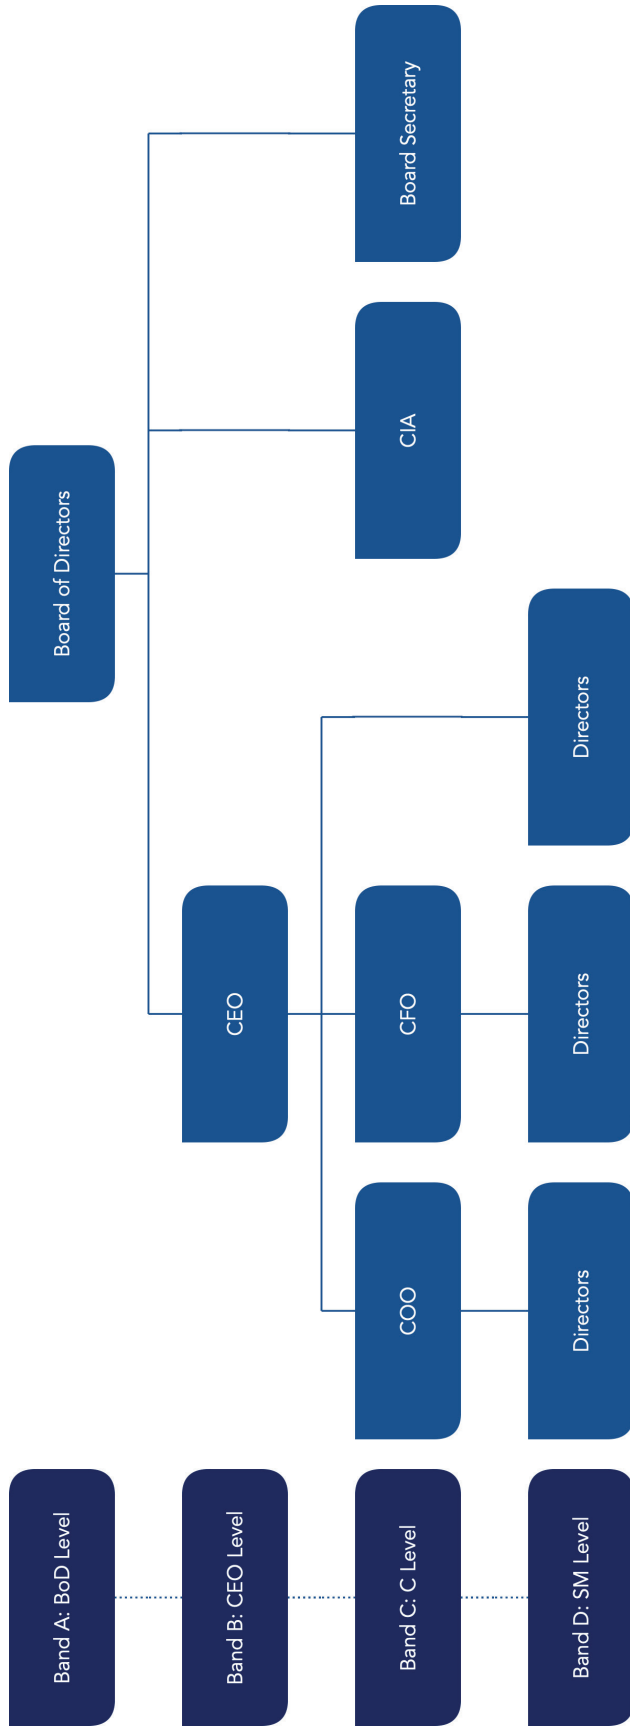 Band A: BoD Level
Board of Directors
Band B: CEO Level
CEO
Band C: C Level
COO
CFO
CIA
Board Secretary
Band D: SM Level
Directors
Directors
Directors